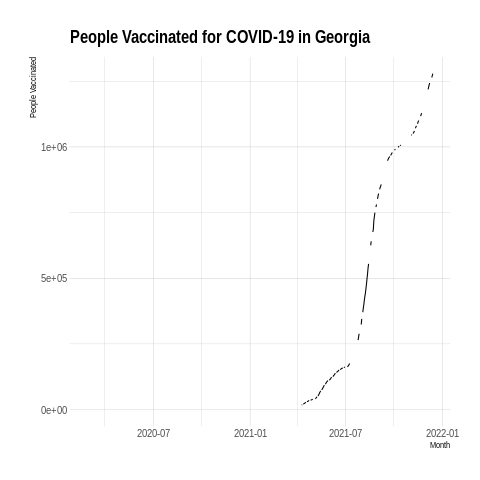 People Vaccinated for COVID-19 in Georgia
People Vaccinated
1e+06
5e+05
0e+00
2020-07
2021-01
2021-07
2022-01
Month